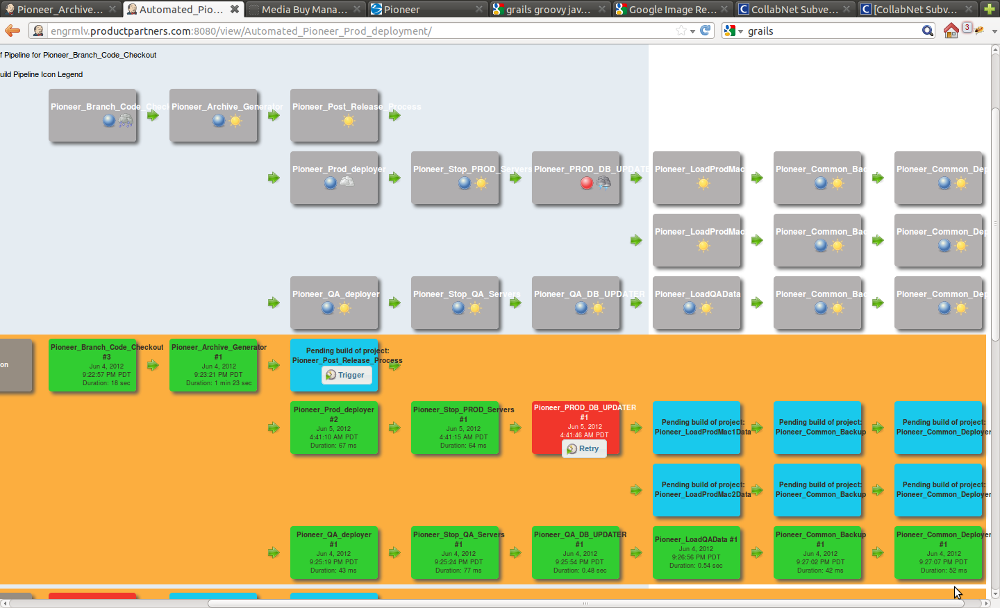 Pioneer_Archive...
Automated_Pio...
Media Buy Mana...
Pioneer
grails groovy jav...
Google Image Re...
CollabNet Subve...
[CollabNet Subv...
engrmlv.productpartners.com:8080/view/Automated_Pioneer_Prod_deployment/
grails
3
f Pipeline for Pioneer_Branch_Code_Checkout
uild Pipeline Icon Legend
Pioneer_Branch_Code_Chec
Pioneer_Archive_Generator
Pioneer_Post_Release_Process
Pioneer_Prod_deployer
Pioneer_Stop_PROD_Servers
Pioneer_PROD_DB_UPDATE
Pioneer_LoadProdMac
Pioneer_Common_Bac
Pioneer_Common_Dep
Pioneer_LoadProdMac
Pioneer_Common_Bac
Pioneer_Common_Dep
Pioneer_QA_deployer
Pioneer_Stop_QA_Servers
Pioneer_QA_DB_UPDATER
Pioneer_LoadQAData
Pioneer_Common_Bac
Pioneer_Common_Dep
on
Pioneer_Branch_Code_Checkout
#3
Jun 4, 2012
9:22:57 PM PDT
Duration: 18 sec
Pioneer_Archive_Generator
#1
Jun 4, 2012
9:23:21 PM PDT
Duration: 1 min 23 sec
Pending build of project:
Pioneer_Post_Release_Process
Trigger
Pioneer_Prod_deployer
#2
Jun 5, 2012
4:41:10 AM PDT
Duration: 67 ms
Pioneer_Stop_PROD_Servers
#1
Jun 5, 2012
4:41:15 AM PDT
Duration: 64 ms
Pioneer_PROD_DB_UPDATER
#1
Jun 5, 2012
4:41:46 AM PDT
Retry
Pending build of project:
Pioneer_LoadProdMac1Data
Pending build of project:
Pioneer_Common_Backup
Pending build of project:
Pioneer_Common_Deployer
Pending build of project:
Pioneer_LoadProdMac2Data
Pending build of project:
Pioneer_Common_Backup
Pending build of project:
Pioneer_Common_Deployer
Pioneer_QA_deployer
#1
Jun 4, 2012
9:25:19 PM PDT
Duration: 43 ms
Pioneer_Stop_QA_Servers
#1
Jun 4, 2012
9:25:24 PM PDT
Duration: 77 ms
Pioneer_QA_DB_UPDATER
#1
Jun 4, 2012
9:25:54 PM PDT
Duration: 0.48 sec
Pioneer_LoadQAData #1
Jun 4, 2012
9:26:56 PM PDT
Duration: 0.54 sec
Pioneer_Common_Backup
#1
Jun 4, 2012
9:27:02 PM PDT
Duration: 42 ms
Pioneer_Common_Deployer
#1
Jun 4, 2012
9:27:07 PM PDT
Duration: 52 ms